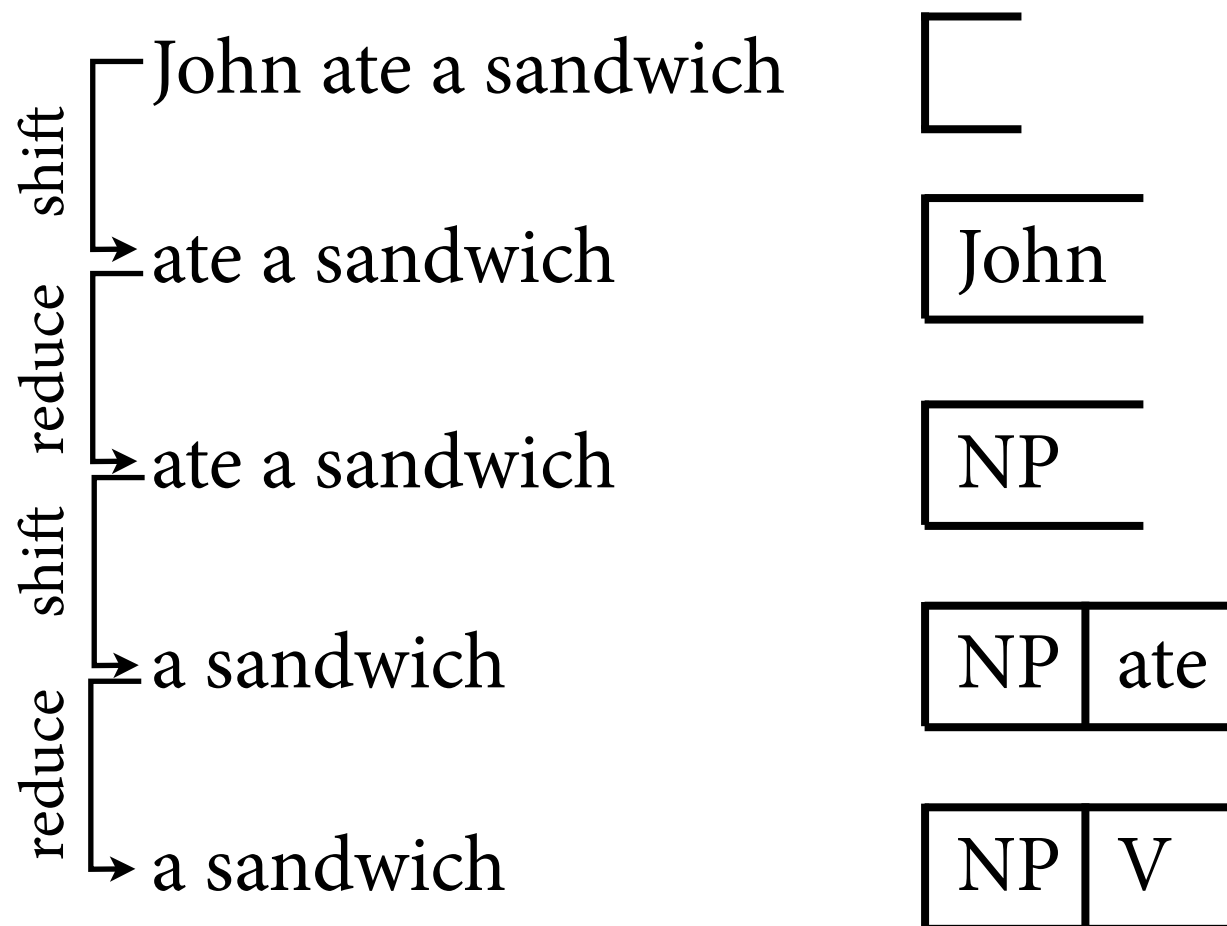 John ate a sandwich
shift
ate a sandwich John
reduce
ate a sandwich NP
shift
a sandwich NP ate
reduce
a sandwich NP V